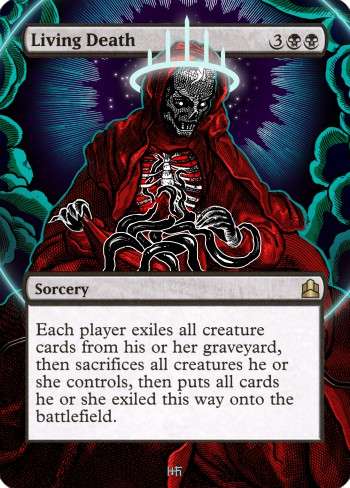 Living Death 3
Sorcery
Each player exiles all creature
cards from his or her graveyard,
then sacrifices all creatures he or
she controls, then puts all cards
he or she exiled this way onto the
battlefield.